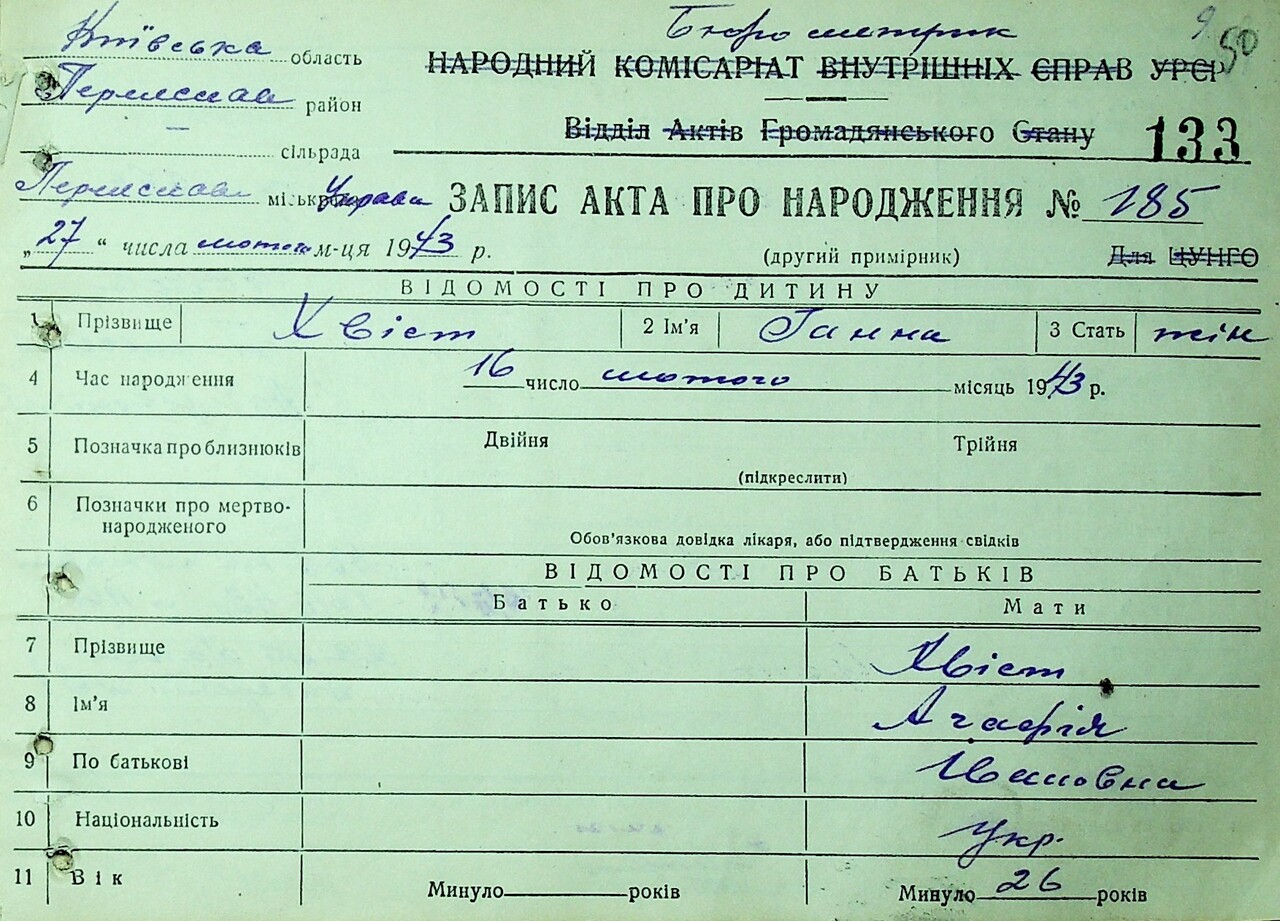 Київська область
Бюро метрик
50
Переяслав район
НАРОДНИЙ КОМІСАРІАТ ВНУТРІШНІХ СПРАВ УРСР
сільрада
Відділ Актів Громадянського Стану
133
Переяслав міськ Управа
ЗАПИС АКТА ПРО НАРОДЖЕННЯ № 185
„27“ числа лютого м-ця 1943 р.
(другий примірник)
Для ЦУНГО
ВІДОМОСТІ ПРО ДИТИНУ
1 Прізвище Хвіст 2 Ім'я Ганна 3 Стать жін
4 Час народження 16 число лютого місяць 1943 р.
5 Позначка про близнюків Двійня Трійня
(підкреслити)
6 Позначки про мертво-
народженого
Обов'язкова довідка лікаря, або підтвердження свідків
ВІДОМОСТІ ПРО БАТЬКІВ
Батько Мати
7 Прізвище Хвіст
8 Ім'я Агафія
9 По батькові Івановна
10 Національність Укр.
11 Вік Минуло років Минуло 26 років